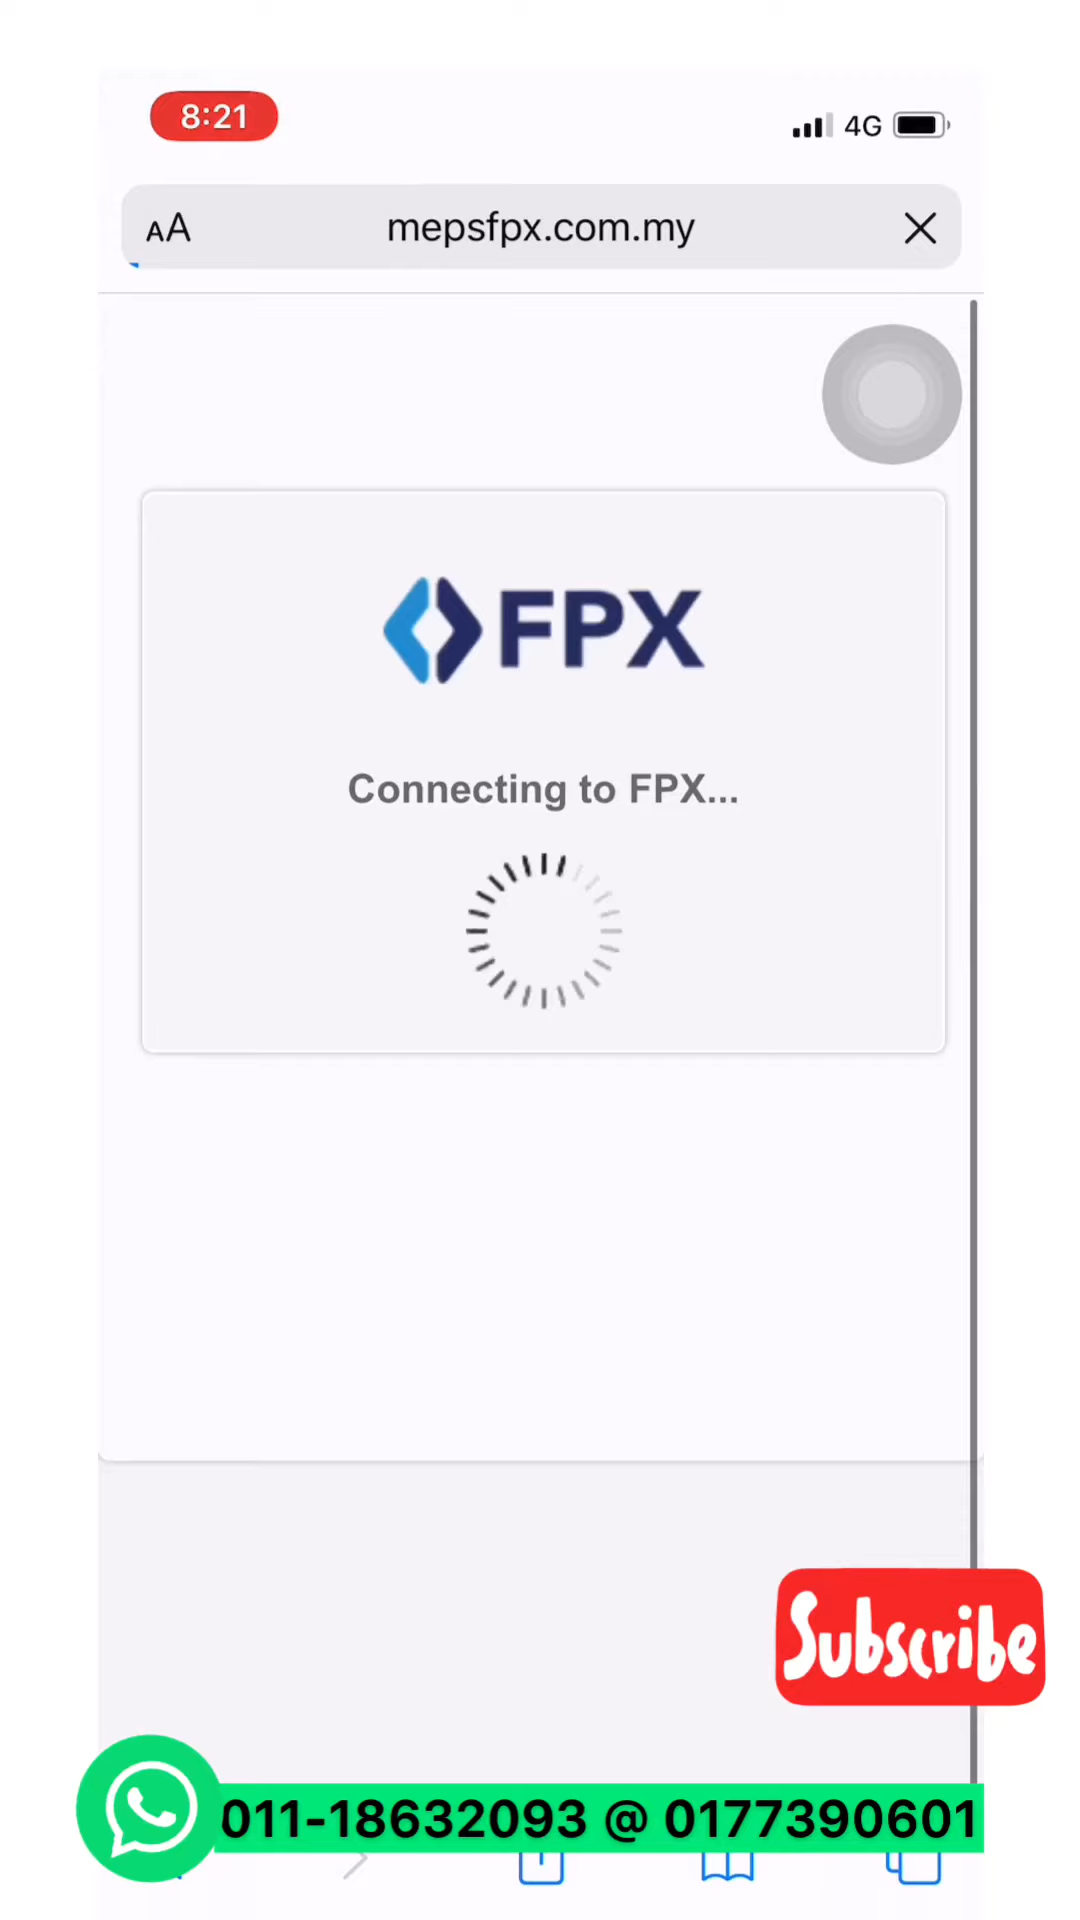 8:21
4G
AA
mepsfpx.com.my
FPX
Connecting to FPX...
Subscribe
011-18632093 @ 0177390601